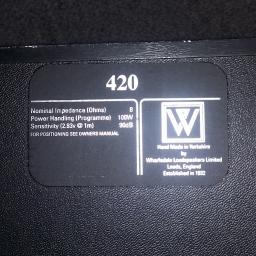 420
Nominal Impedance (Ohms) 8
Power Handling (Programme) 100W
Sensitivity (2.83v @ 1m) 90dB
FOR POSITIONING SEE OWNERS MANUAL
W
Hand Made in Yorkshire
by
Wharfedale Loudspeakers Limited
Leeds, England
Established in 1932